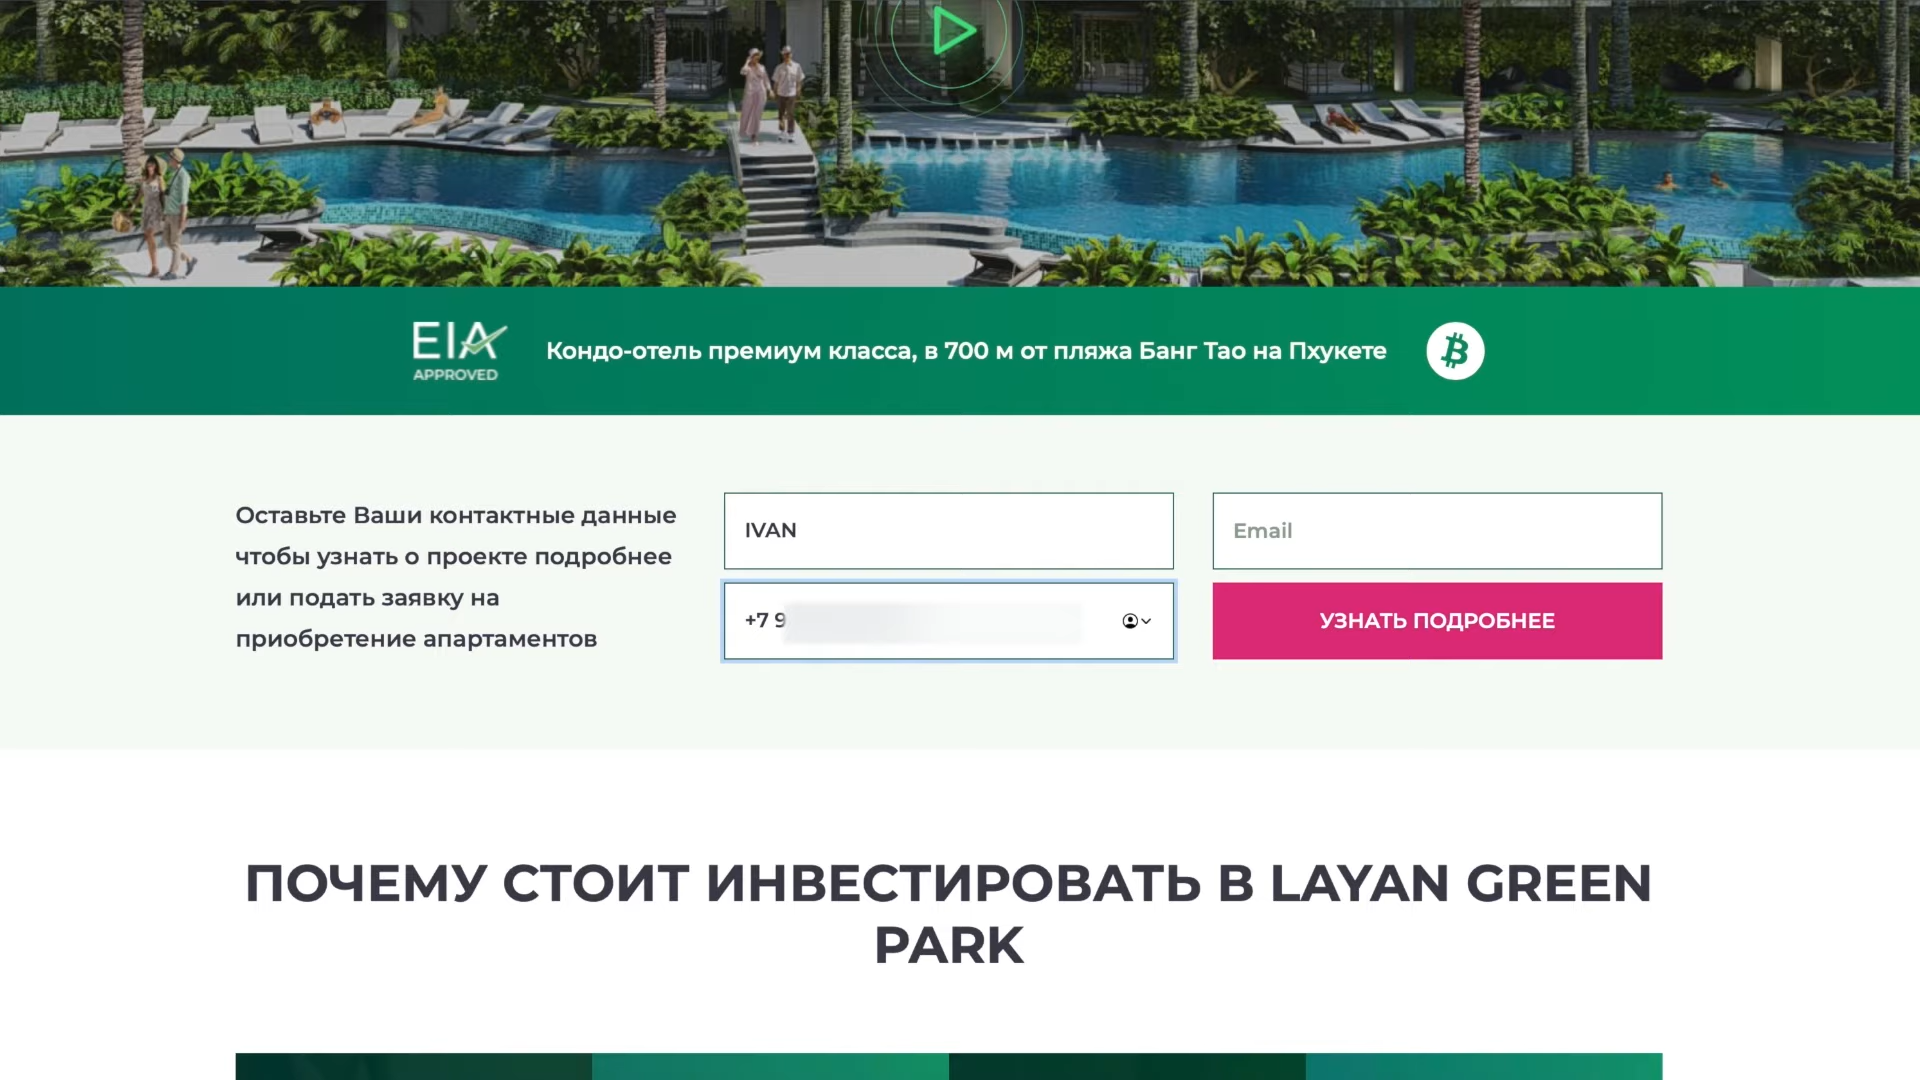 EIA
APPROVED
Кондо-отель премиум класса, в 700 м от пляжа Банг Тао на Пхукете
Оставьте Ваши контактные данные
чтобы узнать о проекте подробнее
или подать заявку на
приобретение апартаментов
IVAN
Email
+7 9
УЗНАТЬ ПОДРОБНЕЕ
ПОЧЕМУ СТОИТ ИНВЕСТИРОВАТЬ В LAYAN GREEN
PARK